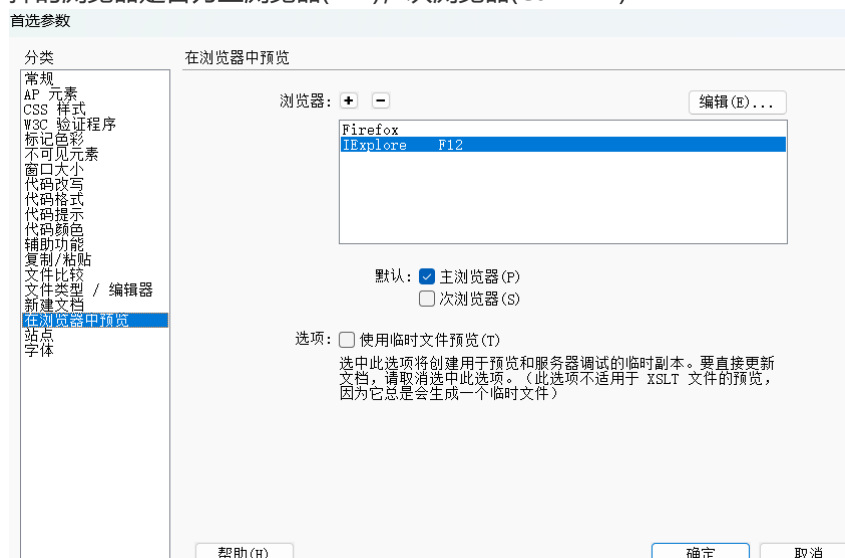 首选参数
分类
在浏览器中预览
常规
AP 元素
CSS 样式
W3C 验证程序
标记色彩
不可见元素
窗口大小
代码改写
代码格式
代码提示
代码颜色
辅助功能
复制/粘贴
文件比较
文件类型 / 编辑器
新建文档
在浏览器中预览
站点
字体
浏览器: + −
编辑(E)...
Firefox
IExplore F12
默认: 主浏览器(P)
次浏览器(S)
选项: 使用临时文件预览(T)
选中此选项将创建用于预览和服务器调试的临时副本。要直接更新
文档，请取消选中此选项。（此选项不适用于 XSLT 文件的预览，
因为它总是会生成一个临时文件）
帮助(H)
确定
取消